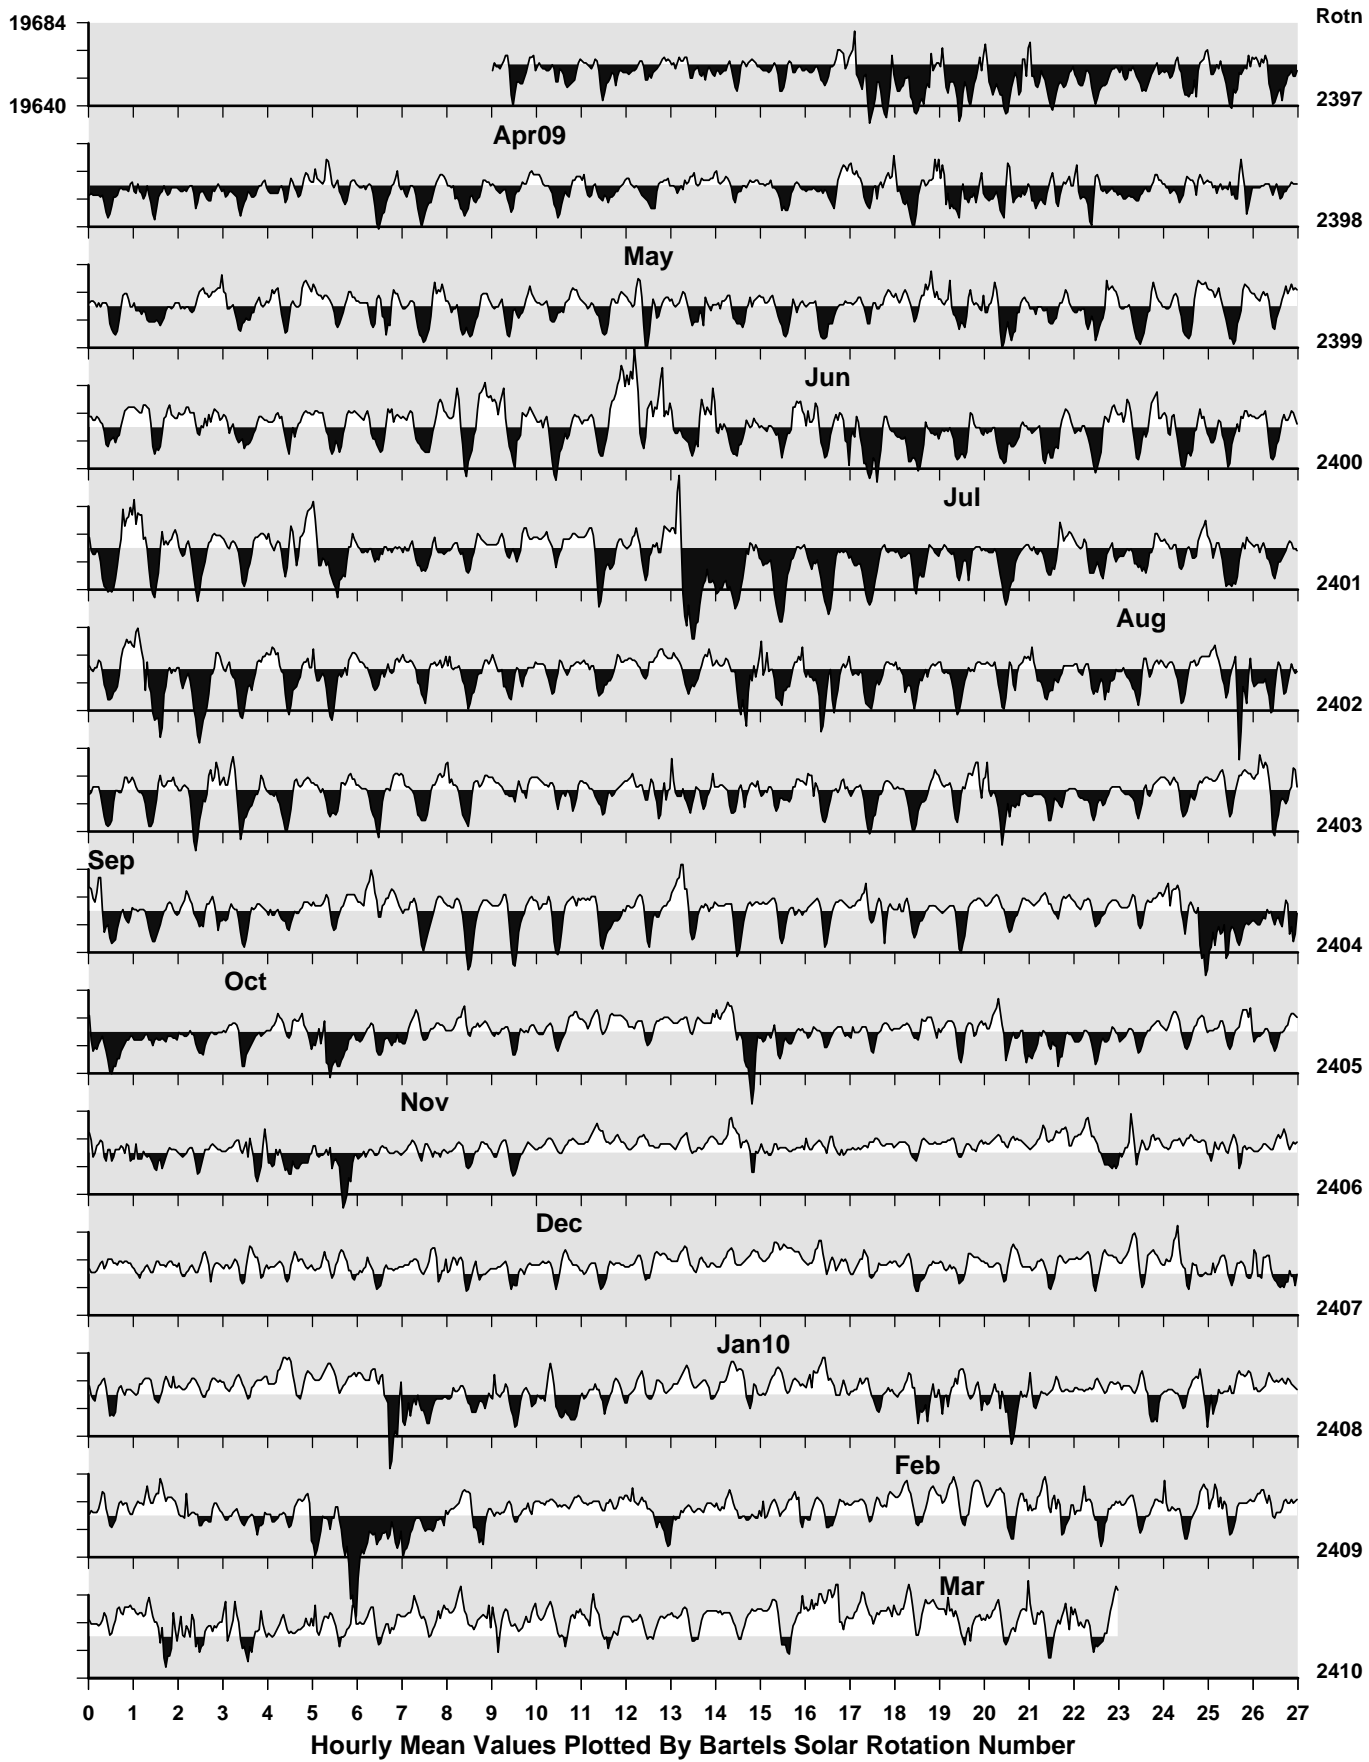 19684 Rotn
19640 2397
Apr09
2398
May
2399
Jun
2400
Jul
2401
Aug
2402
2403
Sep
2404
Oct
2405
Nov
2406
Dec
2407
Jan10
2408
Feb
2409
Mar
2410
0 1 2 3 4 5 6 7 8 9 10 11 12 13 14 15 16 17 18 19 20 21 22 23 24 25 26 27
Hourly Mean Values Plotted By Bartels Solar Rotation Number